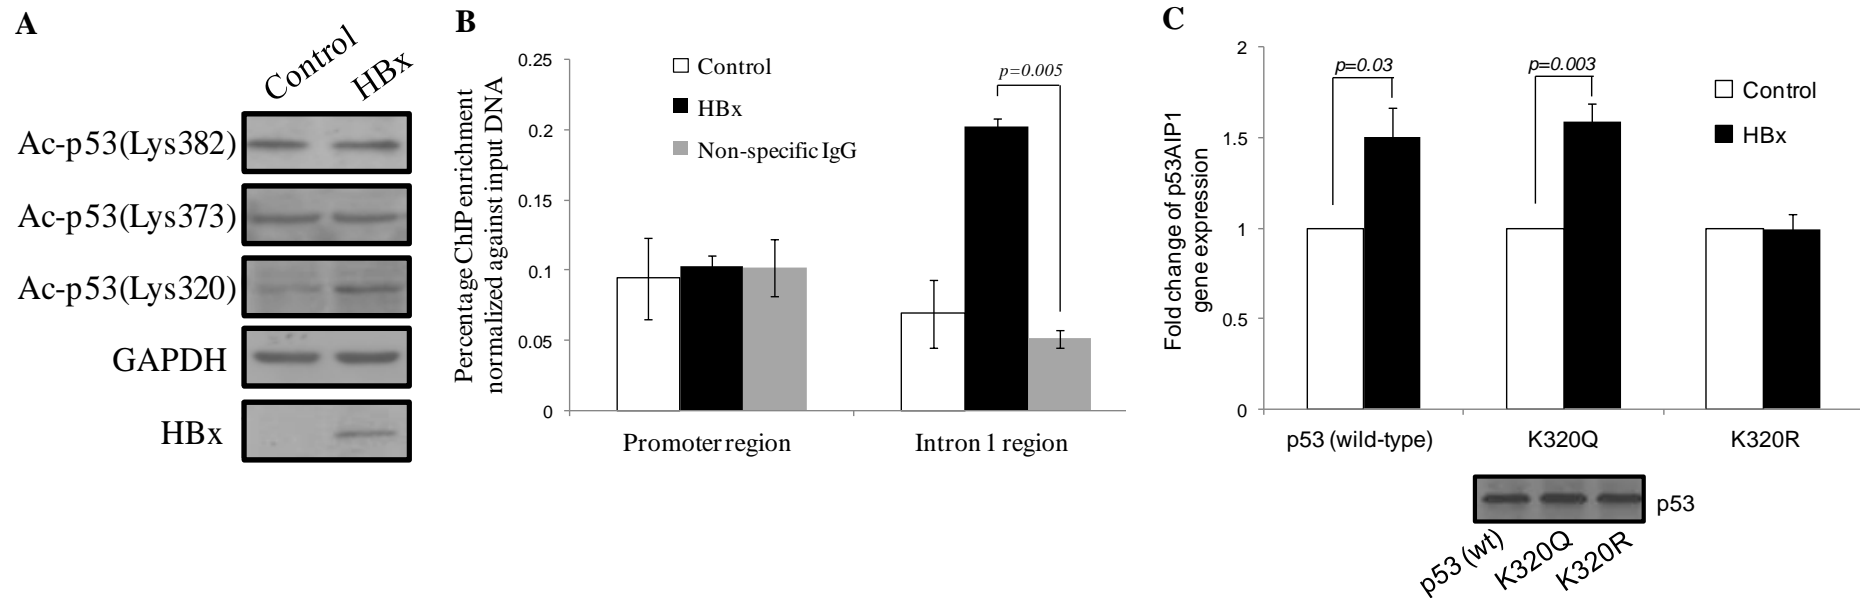 A
Control
HBx
Ac-p53(Lys382)
Ac-p53(Lys373)
Ac-p53(Lys320)
GAPDH
HBx
B
Percentage ChIP enrichment
normalized against input DNA
0.25
0.2
0.15
0.1
0.05
0
Control
HBx
Non-specific IgG
p=0.005
Promoter region
Intron 1 region
C
Fold change of p53AIP1
gene expression
2
1.5
1
0.5
0
p=0.03
p=0.003
Control
HBx
p53 (wild-type)
K320Q
K320R
p53
p53 (wt)
K320Q
K320R